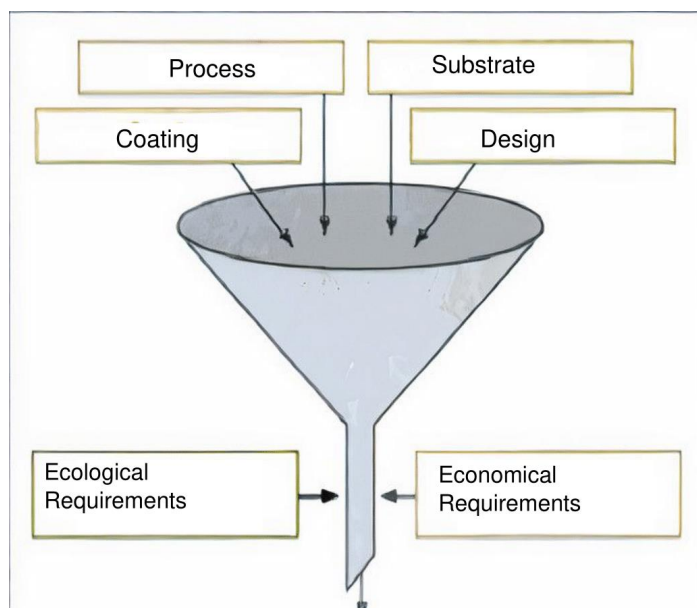 Process
Substrate
Coating
Design
Ecological
Requirements
Economical
Requirements